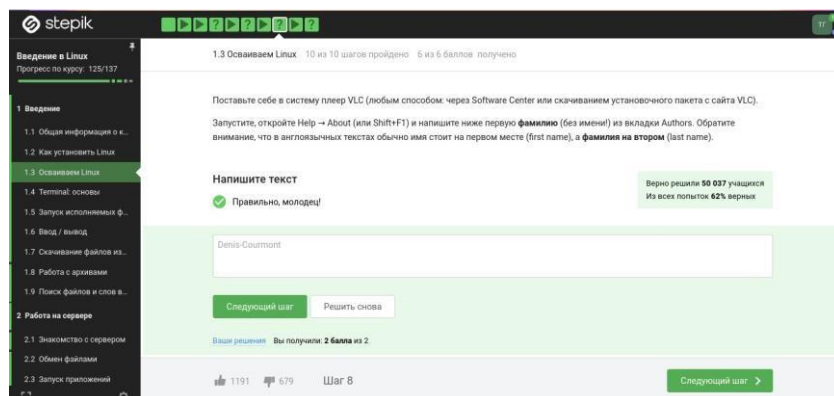 stepik
Введение в Linux
Прогресс по курсу: 125/137
1 Введение
1.1 Общая информация о к...
1.2 Как установить Linux
1.3 Осваиваем Linux
1.4 Terminal: основы
1.5 Запуск исполняемых ф...
1.6 Ввод / вывод
1.7 Скачивание файлов из...
1.8 Работа с архивами
1.9 Поиск файлов и слов в...
2 Работа на сервере
2.1 Знакомство с сервером
2.2 Обмен файлами
2.3 Запуск приложений
1.3 Осваиваем Linux 10 из 10 шагов пройдено 6 из 6 баллов получено
Поставьте себе в систему плеер VLC (любым способом: через Software Center или скачиванием установочного пакета с сайта VLC).
Запустите, откройте Help → About (или Shift+F1) и напишите ниже первую фамилию (без имени!) из вкладки Authors. Обратите
внимание, что в англоязычных текстах обычно имя стоит на первом месте (first name), а фамилия на втором (last name).
Напишите текст
Правильно, молодец!
Верно решили 50 037 учащихся
Из всех попыток 62% верных
Denis-Courmont
Следующий шаг
Решить снова
Ваши решения Вы получили: 2 балла из 2
1191 679 Шаг 8
Следующий шаг